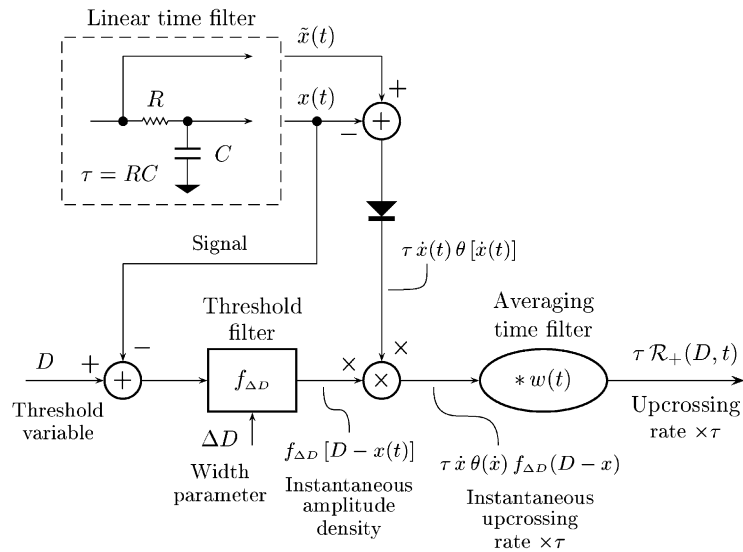 Linear time filter
x̃(t)
x(t)
R
C
τ = RC
+
−
+
Signal
τ ẋ(t) θ [ẋ(t)]
Threshold
filter
Averaging
time filter
D
+
−
+
f_ΔD
×
×
×
∗ w(t)
τ R₊(D, t)
Threshold
variable
ΔD
Width
parameter
f_ΔD [D − x(t)]
Instantaneous
amplitude
density
τ ẋ θ(ẋ) f_ΔD(D − x)
Instantaneous
upcrossing
rate ×τ
Upcrossing
rate ×τ